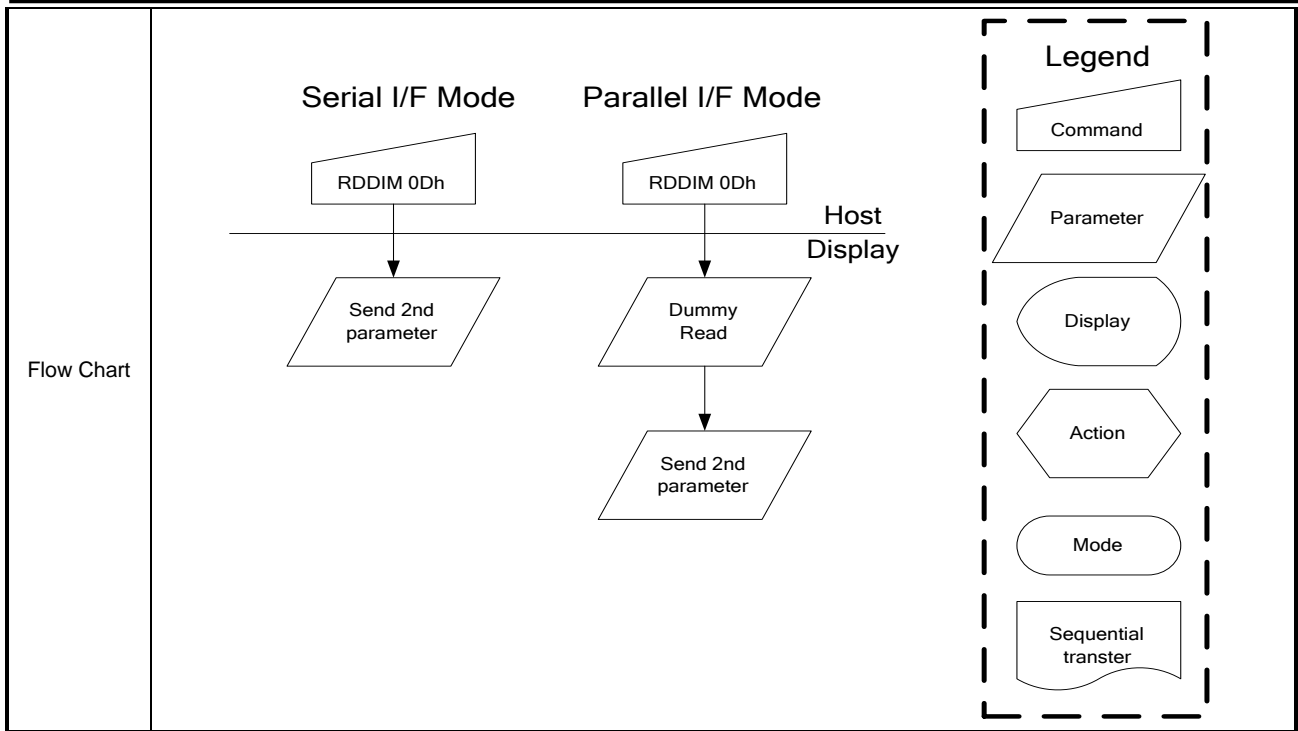 Flow Chart
Serial I/F Mode
Parallel I/F Mode
RDDIM 0Dh
RDDIM 0Dh
Host
Display
Send 2nd
parameter
Dummy
Read
Send 2nd
parameter
Legend
Command
Parameter
Display
Action
Mode
Sequential
transter